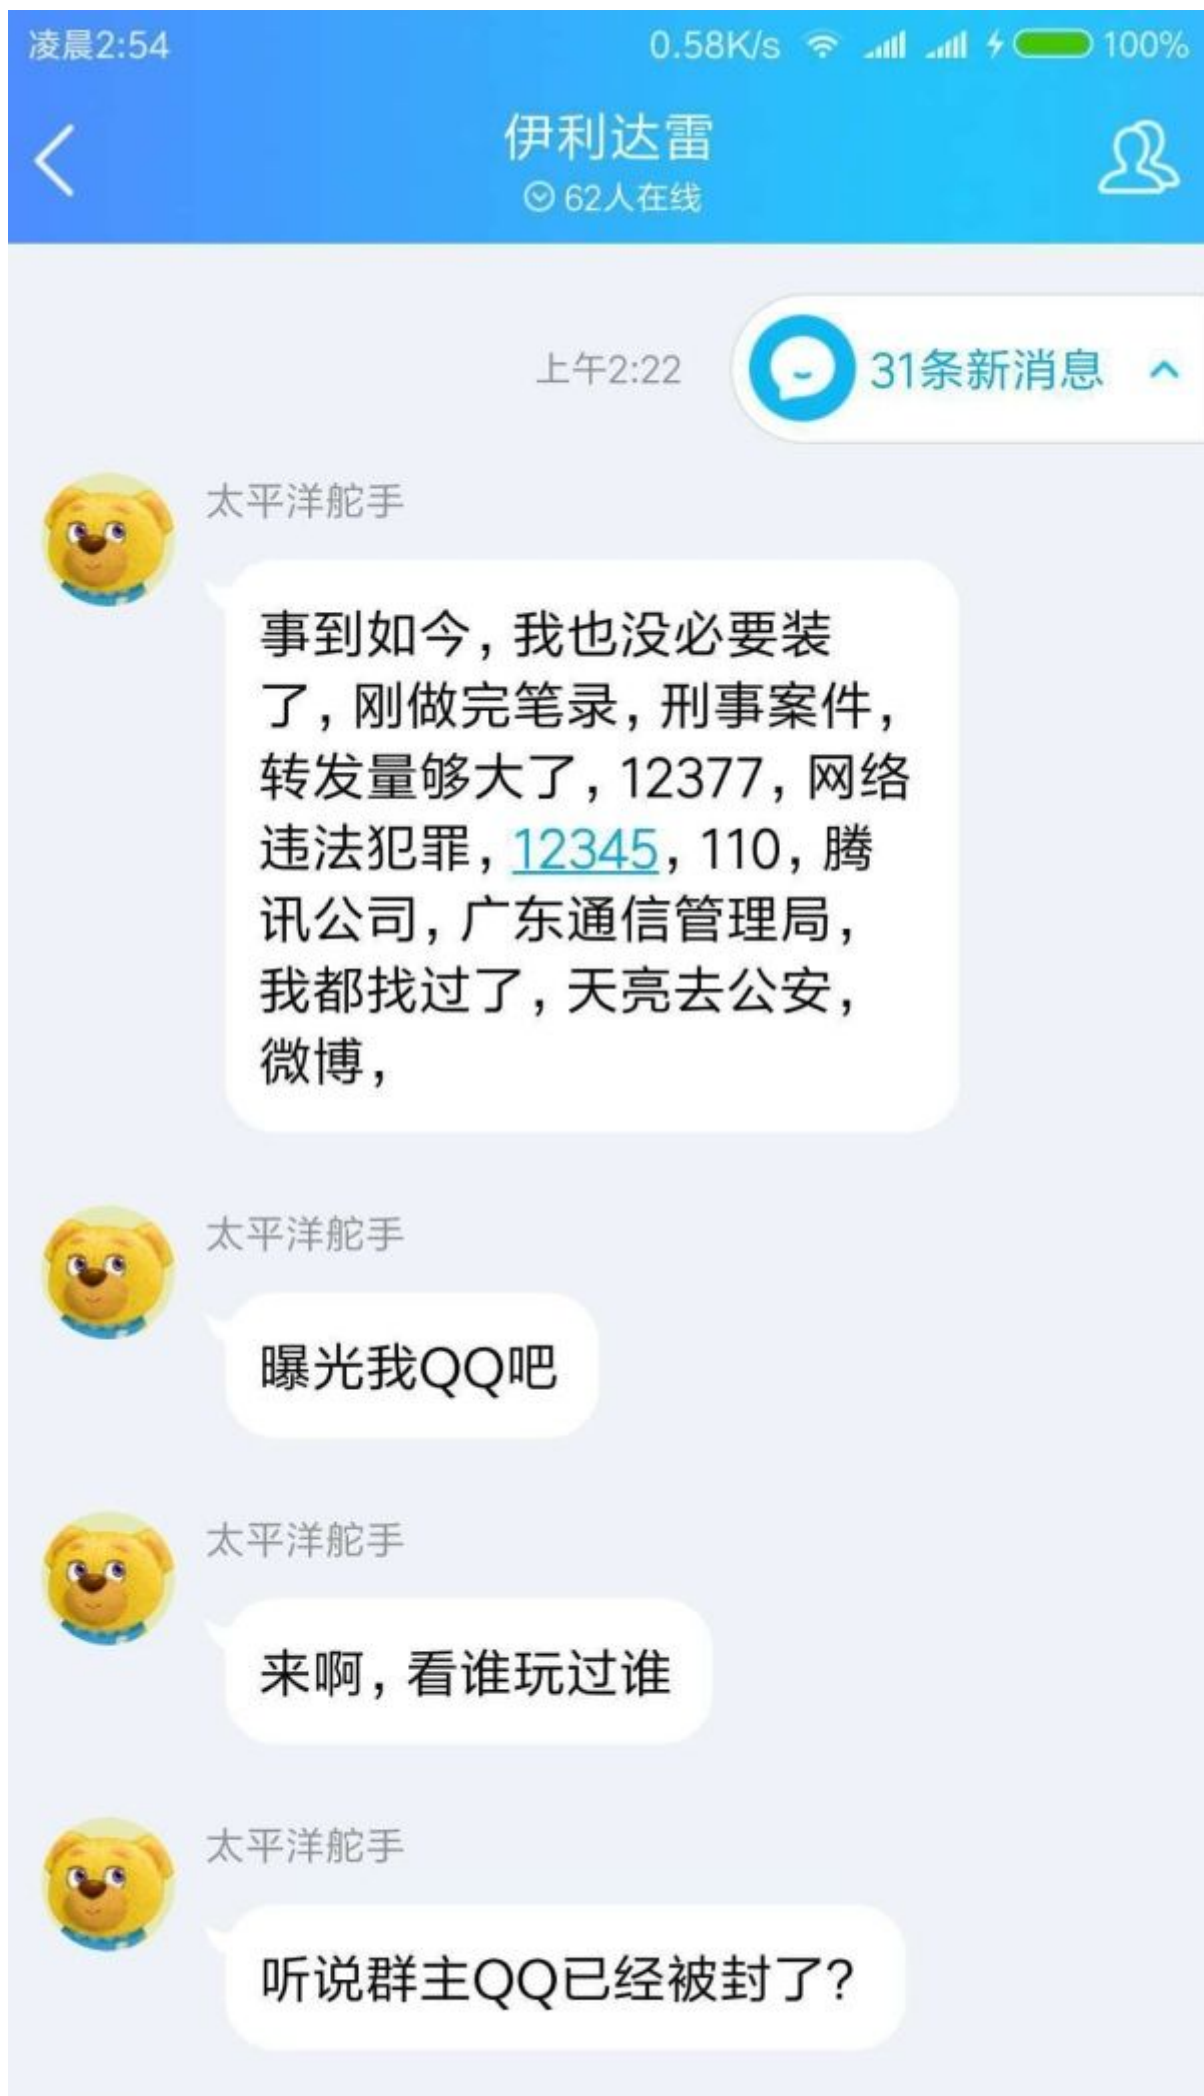 凌晨2:54 0.58K/s 100%
伊利达雷
62人在线
上午2:22 31条新消息
太平洋舵手
事到如今,我也没必要装
了,刚做完笔录,刑事案件,
转发量够大了,12377,网络
违法犯罪,12345,110,腾
讯公司,广东通信管理局,
我都找过了,天亮去公安,
微博,
太平洋舵手
曝光我QQ吧
太平洋舵手
来啊,看谁玩过谁
太平洋舵手
听说群主QQ已经被封了?